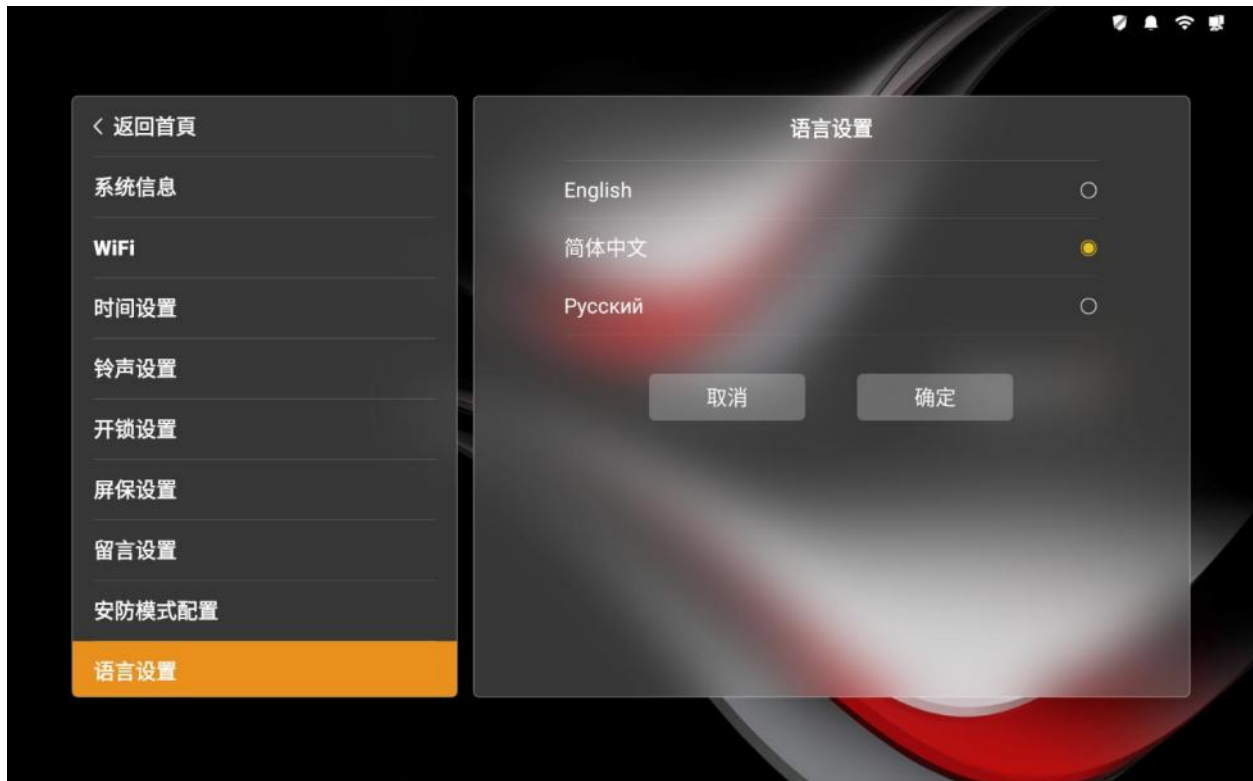 返回首頁
系统信息
WiFi
时间设置
铃声设置
开锁设置
屏保设置
留言设置
安防模式配置
语言设置
语言设置
English
简体中文
Русский
取消
确定